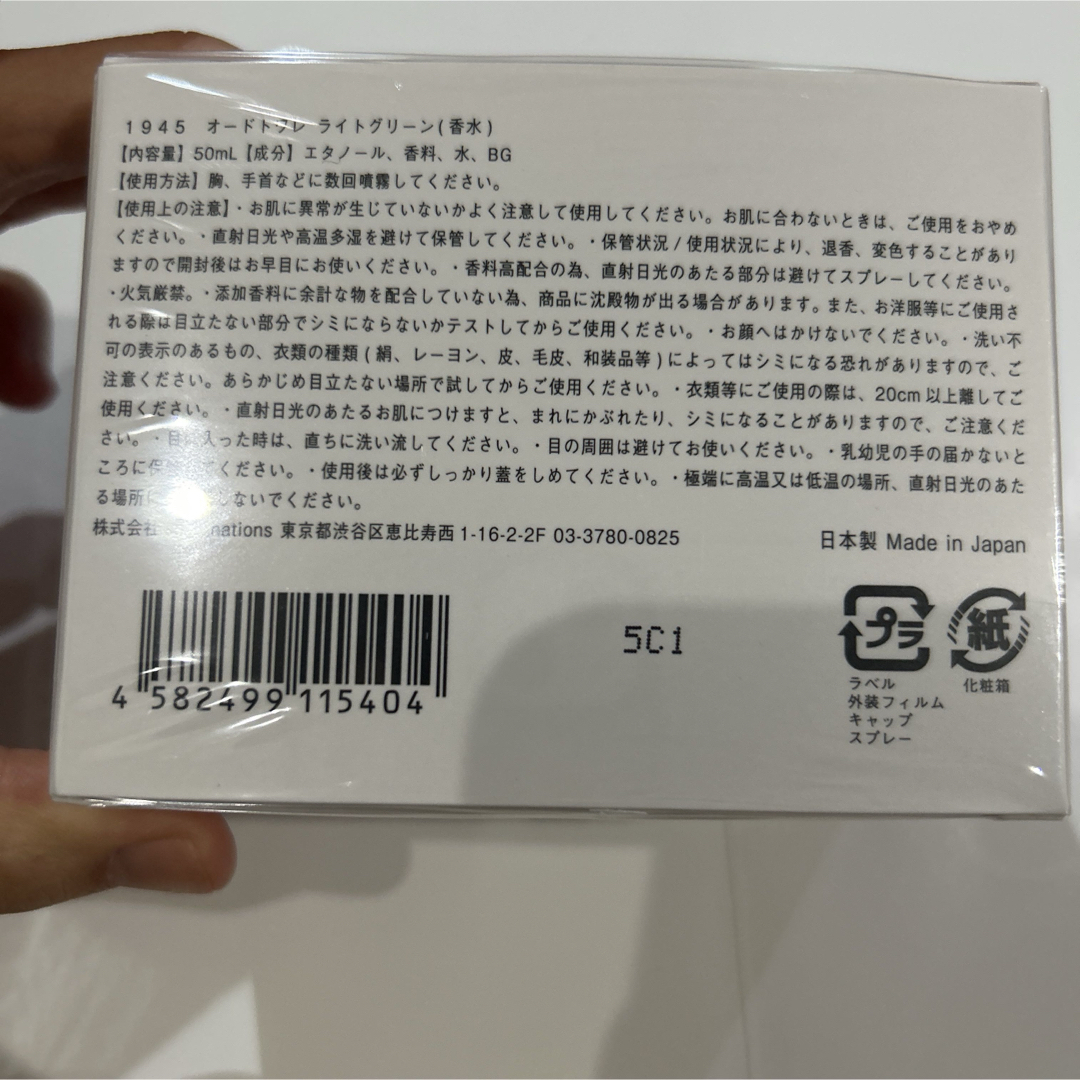 1945 オードトワレ ライトグリーン(香水)
【内容量】50mL【成分】エタノール、香料、水、BG
【使用方法】胸、手首などに数回噴霧してください。
【使用上の注意】・お肌に異常が生じていないかよく注意して使用してください。お肌に合わないときは、ご使用をおやめ
ください。・直射日光や高温多湿を避けて保管してください。・保管状況/使用状況により、退香、変色することがあり
ますので開封後はお早目にお使いください。・香料高配合の為、直射日光のあたる部分は避けてスプレーしてください。
・火気厳禁。・添加香料に余計な物を配合していない為、商品に沈殿物が出る場合があります。また、お洋服等にご使用さ
れる際は目立たない部分でシミにならないかテストしてからご使用ください。・お顔へはかけないでください。・洗い不
可の表示のあるもの、衣類の種類(絹、レーヨン、皮、毛皮、和装品等)によってはシミになる恐れがありますので、ご
注意ください。あらかじめ目立たない場所で試してからご使用ください。・衣類等にご使用の際は、20cm以上離してご
使用ください。・直射日光のあたるお肌につけますと、まれにかぶれたり、シミになることがありますので、ご注意くだ
さい。・目に入った時は、直ちに洗い流してください。・目の周囲は避けてお使いください。・乳幼児の手の届かないと
ころに保 てください。・使用後は必ずしっかり蓋をしめてください。・極端に高温又は低温の場所、直射日光のあた
る場所に しないでください。
株式会社 nations 東京都渋谷区恵比寿西1-16-2-2F 03-3780-0825
日本製 Made in Japan
5C1
プラ
紙
ラベル
化粧箱
外装フィルム
キャップ
スプレー
4 582499 115404